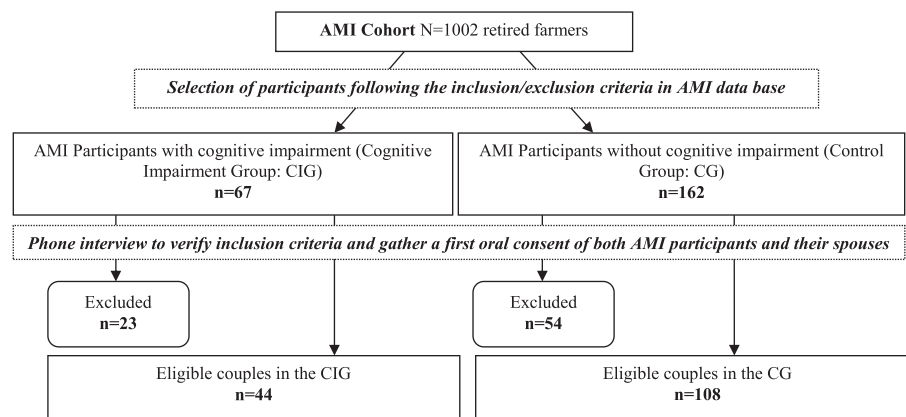 AMI Cohort N=1002 retired farmers
Selection of participants following the inclusion/exclusion criteria in AMI data base
AMI Participants with cognitive impairment (Cognitive
Impairment Group: CIG)
n=67
AMI Participants without cognitive impairment (Control
Group: CG)
n=162
Phone interview to verify inclusion criteria and gather a first oral consent of both AMI participants and their spouses
Excluded
n=23
Excluded
n=54
Eligible couples in the CIG
n=44
Eligible couples in the CG
n=108